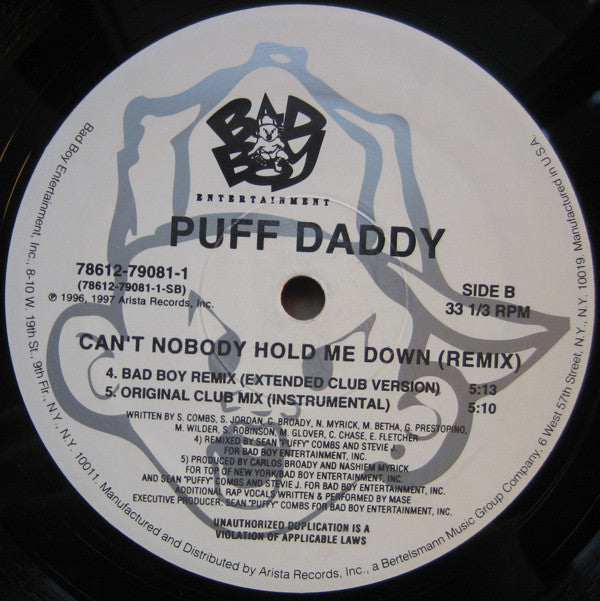 BAD
BOY
ENTERTAINMENT
PUFF DADDY
78612-79081-1
(78612-79081-1-SB)
℗ 1996, 1997 Arista Records, Inc.
SIDE B
33 1/3 RPM
CAN'T NOBODY HOLD ME DOWN (REMIX)
4. BAD BOY REMIX (EXTENDED CLUB VERSION) 5:13
5. ORIGINAL CLUB MIX (INSTRUMENTAL) 5:10
WRITTEN BY S. COMBS, S. JORDAN, C. BROADY, N. MYRICK, M. BETHA, G. PRESTOPINO,
M. WILDER, S. ROBINSON, M. GLOVER, C. CHASE, E. FLETCHER
4) REMIXED BY SEAN "PUFFY" COMBS AND STEVIE J.
FOR BAD BOY ENTERTAINMENT, INC.
5) PRODUCED BY CARLOS BROADY AND NASHIEM MYRICK
FOR TOP OF NEW YORK/BAD BOY ENTERTAINMENT, INC.
AND SEAN "PUFFY" COMBS AND STEVIE J. FOR BAD BOY ENTERTAINMENT, INC.
ADDITIONAL RAP VOCALS WRITTEN & PERFORMED BY MASE
EXECUTIVE PRODUCER: SEAN "PUFFY" COMBS FOR BAD BOY ENTERTAINMENT, INC.
UNAUTHORIZED DUPLICATION IS A
VIOLATION OF APPLICABLE LAWS
Bad Boy Entertainment, Inc., 8-10 W. 19th St., 9th Flr., N.Y., N.Y. 10011. Manufactured and Distributed by Arista Records, Inc., a Bertelsmann Music Group Company, 6 West 57th Street, N.Y., N.Y. 10019. Manufactured in U.S.A.